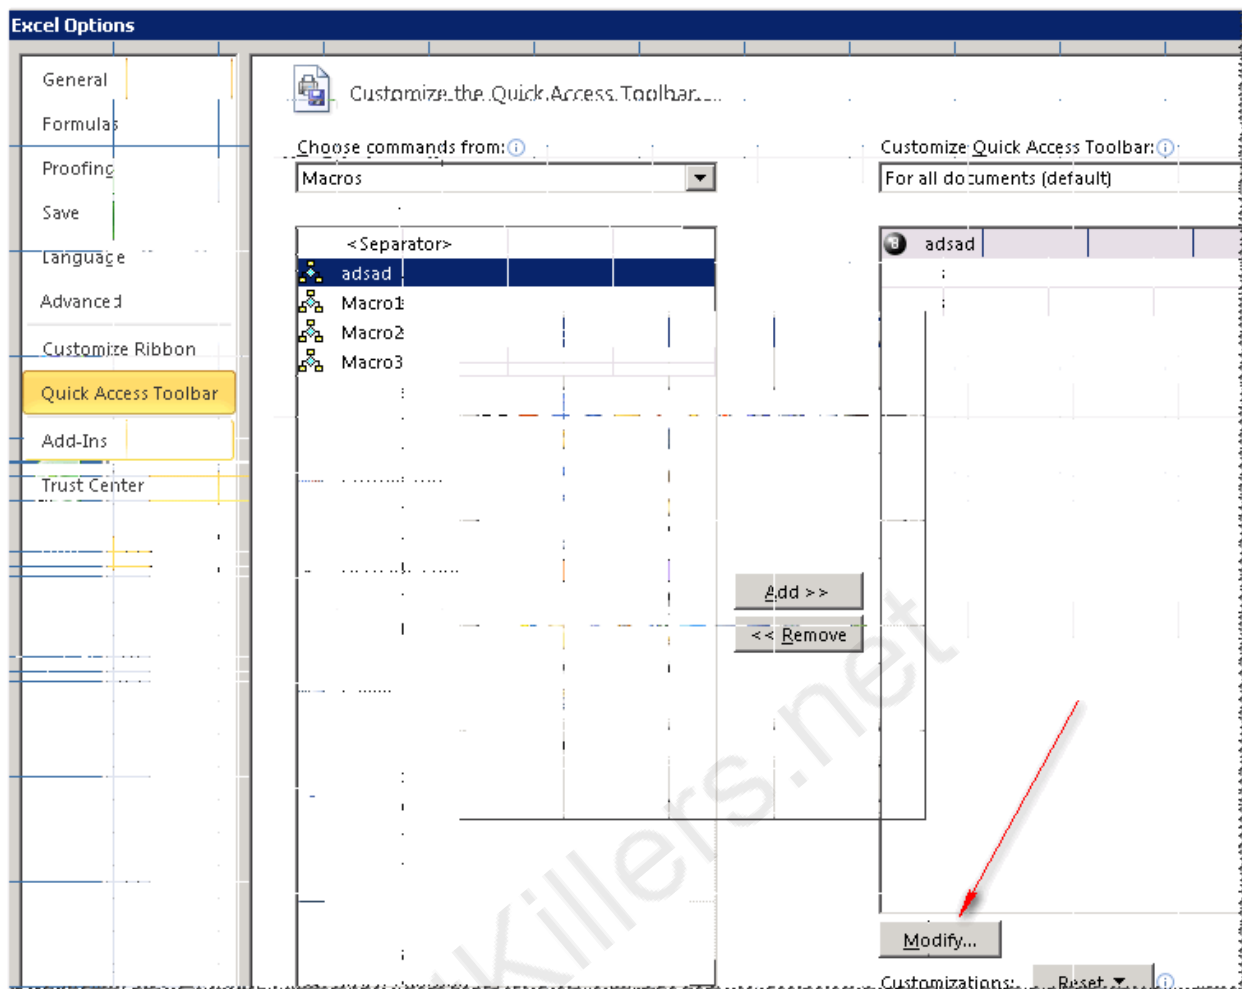 Excel Options
General
Formulas
Proofing
Save
Language
Advanced
Customize Ribbon
Quick Access Toolbar
Add-Ins
Trust Center
Customize the Quick Access Toolbar.
Choose commands from:
Macros
<Separator>
adsad
Macro1
Macro2
Macro3
Add >>
<< Remove
Customize Quick Access Toolbar:
For all documents (default)
adsad
Modify...
Customizations:
Reset
Killers.net